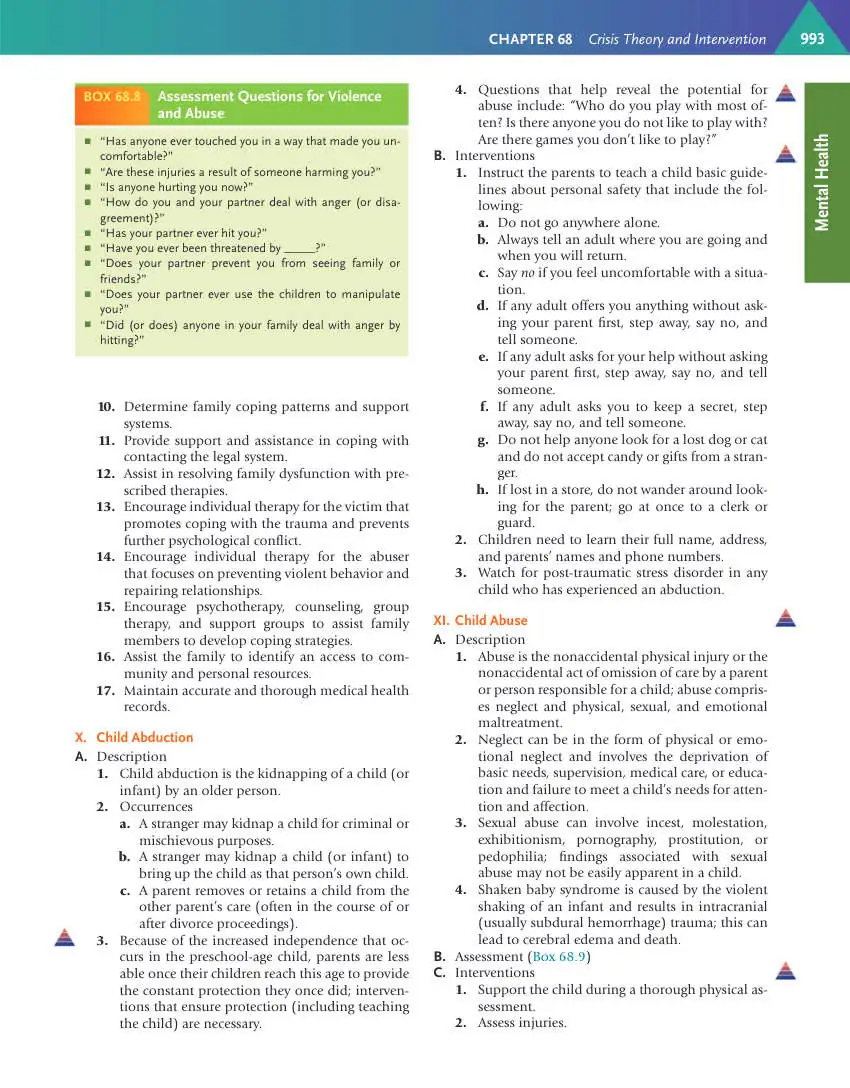 CHAPTER 68 Crisis Theory and Intervention 993
BOX 68.8 Assessment Questions for Violence
and Abuse
■ “Has anyone ever touched you in a way that made you un-
comfortable?”
■ “Are these injuries a result of someone harming you?”
■ “Is anyone hurting you now?”
■ “How do you and your partner deal with anger (or disa-
greement)?”
■ “Has your partner ever hit you?”
■ “Have you ever been threatened by _____?”
■ “Does your partner prevent you from seeing family or
friends?”
■ “Does your partner ever use the children to manipulate
you?”
■ “Did (or does) anyone in your family deal with anger by
hitting?”
10. Determine family coping patterns and support
systems.
11. Provide support and assistance in coping with
contacting the legal system.
12. Assist in resolving family dysfunction with pre-
scribed therapies.
13. Encourage individual therapy for the victim that
promotes coping with the trauma and prevents
further psychological conflict.
14. Encourage individual therapy for the abuser
that focuses on preventing violent behavior and
repairing relationships.
15. Encourage psychotherapy, counseling, group
therapy, and support groups to assist family
members to develop coping strategies.
16. Assist the family to identify an access to com-
munity and personal resources.
17. Maintain accurate and thorough medical health
records.
X. Child Abduction
A. Description
1. Child abduction is the kidnapping of a child (or
infant) by an older person.
2. Occurrences
a. A stranger may kidnap a child for criminal or
mischievous purposes.
b. A stranger may kidnap a child (or infant) to
bring up the child as that person’s own child.
c. A parent removes or retains a child from the
other parent’s care (often in the course of or
after divorce proceedings).
3. Because of the increased independence that oc-
curs in the preschool-age child, parents are less
able once their children reach this age to provide
the constant protection they once did; interven-
tions that ensure protection (including teaching
the child) are necessary.
4. Questions that help reveal the potential for
abuse include: “Who do you play with most of-
ten? Is there anyone you do not like to play with?
Are there games you don’t like to play?”
B. Interventions
1. Instruct the parents to teach a child basic guide-
lines about personal safety that include the fol-
lowing:
a. Do not go anywhere alone.
b. Always tell an adult where you are going and
when you will return.
c. Say no if you feel uncomfortable with a situa-
tion.
d. If any adult offers you anything without ask-
ing your parent first, step away, say no, and
tell someone.
e. If any adult asks for your help without asking
your parent first, step away, say no, and tell
someone.
f. If any adult asks you to keep a secret, step
away, say no, and tell someone.
g. Do not help anyone look for a lost dog or cat
and do not accept candy or gifts from a stran-
ger.
h. If lost in a store, do not wander around look-
ing for the parent; go at once to a clerk or
guard.
2. Children need to learn their full name, address,
and parents’ names and phone numbers.
3. Watch for post-traumatic stress disorder in any
child who has experienced an abduction.
XI. Child Abuse
A. Description
1. Abuse is the nonaccidental physical injury or the
nonaccidental act of omission of care by a parent
or person responsible for a child; abuse compris-
es neglect and physical, sexual, and emotional
maltreatment.
2. Neglect can be in the form of physical or emo-
tional neglect and involves the deprivation of
basic needs, supervision, medical care, or educa-
tion and failure to meet a child’s needs for atten-
tion and affection.
3. Sexual abuse can involve incest, molestation,
exhibitionism, pornography, prostitution, or
pedophilia; findings associated with sexual
abuse may not be easily apparent in a child.
4. Shaken baby syndrome is caused by the violent
shaking of an infant and results in intracranial
(usually subdural hemorrhage) trauma; this can
lead to cerebral edema and death.
B. Assessment (Box 68.9)
C. Interventions
1. Support the child during a thorough physical as-
sessment.
2. Assess injuries.
Mental Health